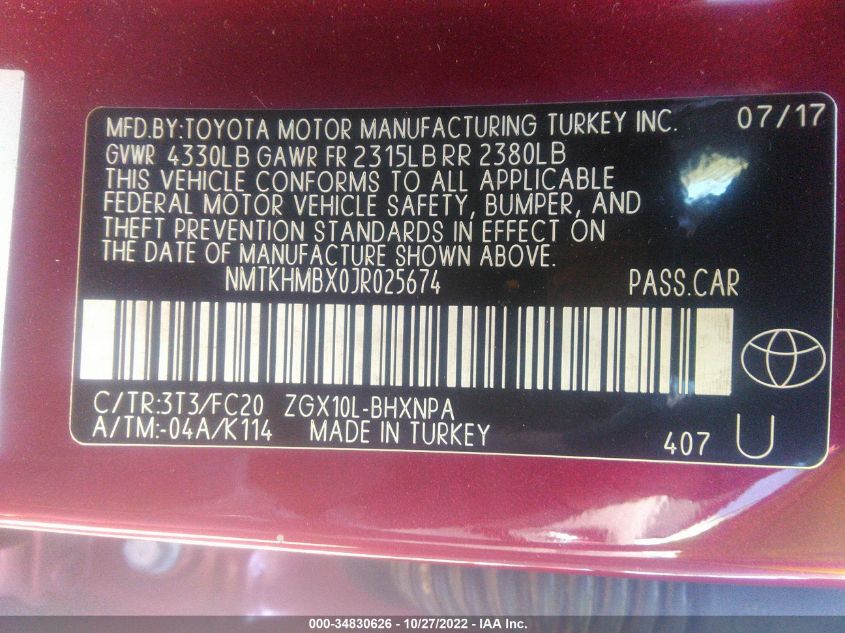 MFD.BY:TOYOTA MOTOR MANUFACTURING TURKEY INC. 07/17
GVWR 4330LB GAWR FR 2315LB RR 2380LB
THIS VEHICLE CONFORMS TO ALL APPLICABLE
FEDERAL MOTOR VEHICLE SAFETY, BUMPER, AND
THEFT PREVENTION STANDARDS IN EFFECT ON
THE DATE OF MANUFACTURE SHOWN ABOVE.
NMTKHMBX0JR025674 PASS.CAR
C/TR:3T3/FC20 ZGX10L-BHXNPA
A/TM:-04A/K114 MADE IN TURKEY 407 U
000-34830626 - 10/27/2022 - IAA Inc.